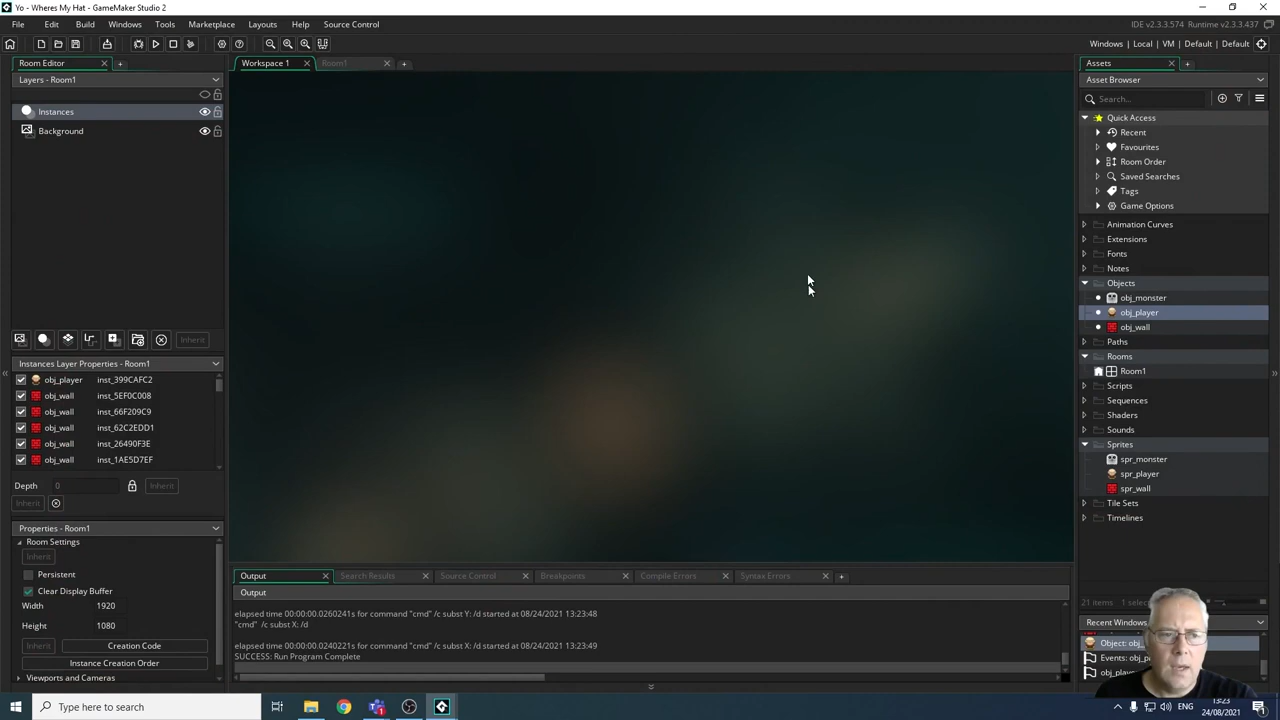 Yo - Wheres My Hat - GameMaker Studio 2
File Edit Build Windows Tools Marketplace Layouts Help Source Control
IDE v2.3.3.574 Runtime v2.3.3.437
Windows | Local | VM | Default | Default
Room Editor
Workspace 1
Room1
Assets
Layers - Room1
Asset Browser
Search...
Instances
Background
Quick Access
Recent
Favourites
Room Order
Saved Searches
Tags
Game Options
Animation Curves
Extensions
Fonts
Notes
Objects
obj_monster
obj_player
obj_wall
Paths
Rooms
Room1
Scripts
Sequences
Shaders
Sounds
Sprites
spr_monster
spr_player
spr_wall
Tile Sets
Timelines
21 items
Recent Windows
Object: obj_
Events: obj_p
Inherit
Instances Layer Properties - Room1
obj_player inst_399CAFC2
obj_wall inst_5EF0C008
obj_wall inst_66F209C9
obj_wall inst_62C2EDD1
obj_wall inst_26490F3E
obj_wall inst_1AE5D7EF
Depth 0 Inherit
Inherit
Properties - Room1
Room Settings
Inherit
Persistent
Clear Display Buffer
Width 1920
Height 1080
Inherit Creation Code
Instance Creation Order
Viewports and Cameras
Output Search Results Source Control Breakpoints Compile Errors Syntax Errors
Output
elapsed time 00:00:00.0260241s for command "cmd" /c subst Y: /d started at 08/24/2021 13:23:48
"cmd" /c subst X: /d
elapsed time 00:00:00.0240221s for command "cmd" /c subst X: /d started at 08/24/2021 13:23:49
SUCCESS: Run Program Complete
Type here to search
ENG
13:23
24/08/2021